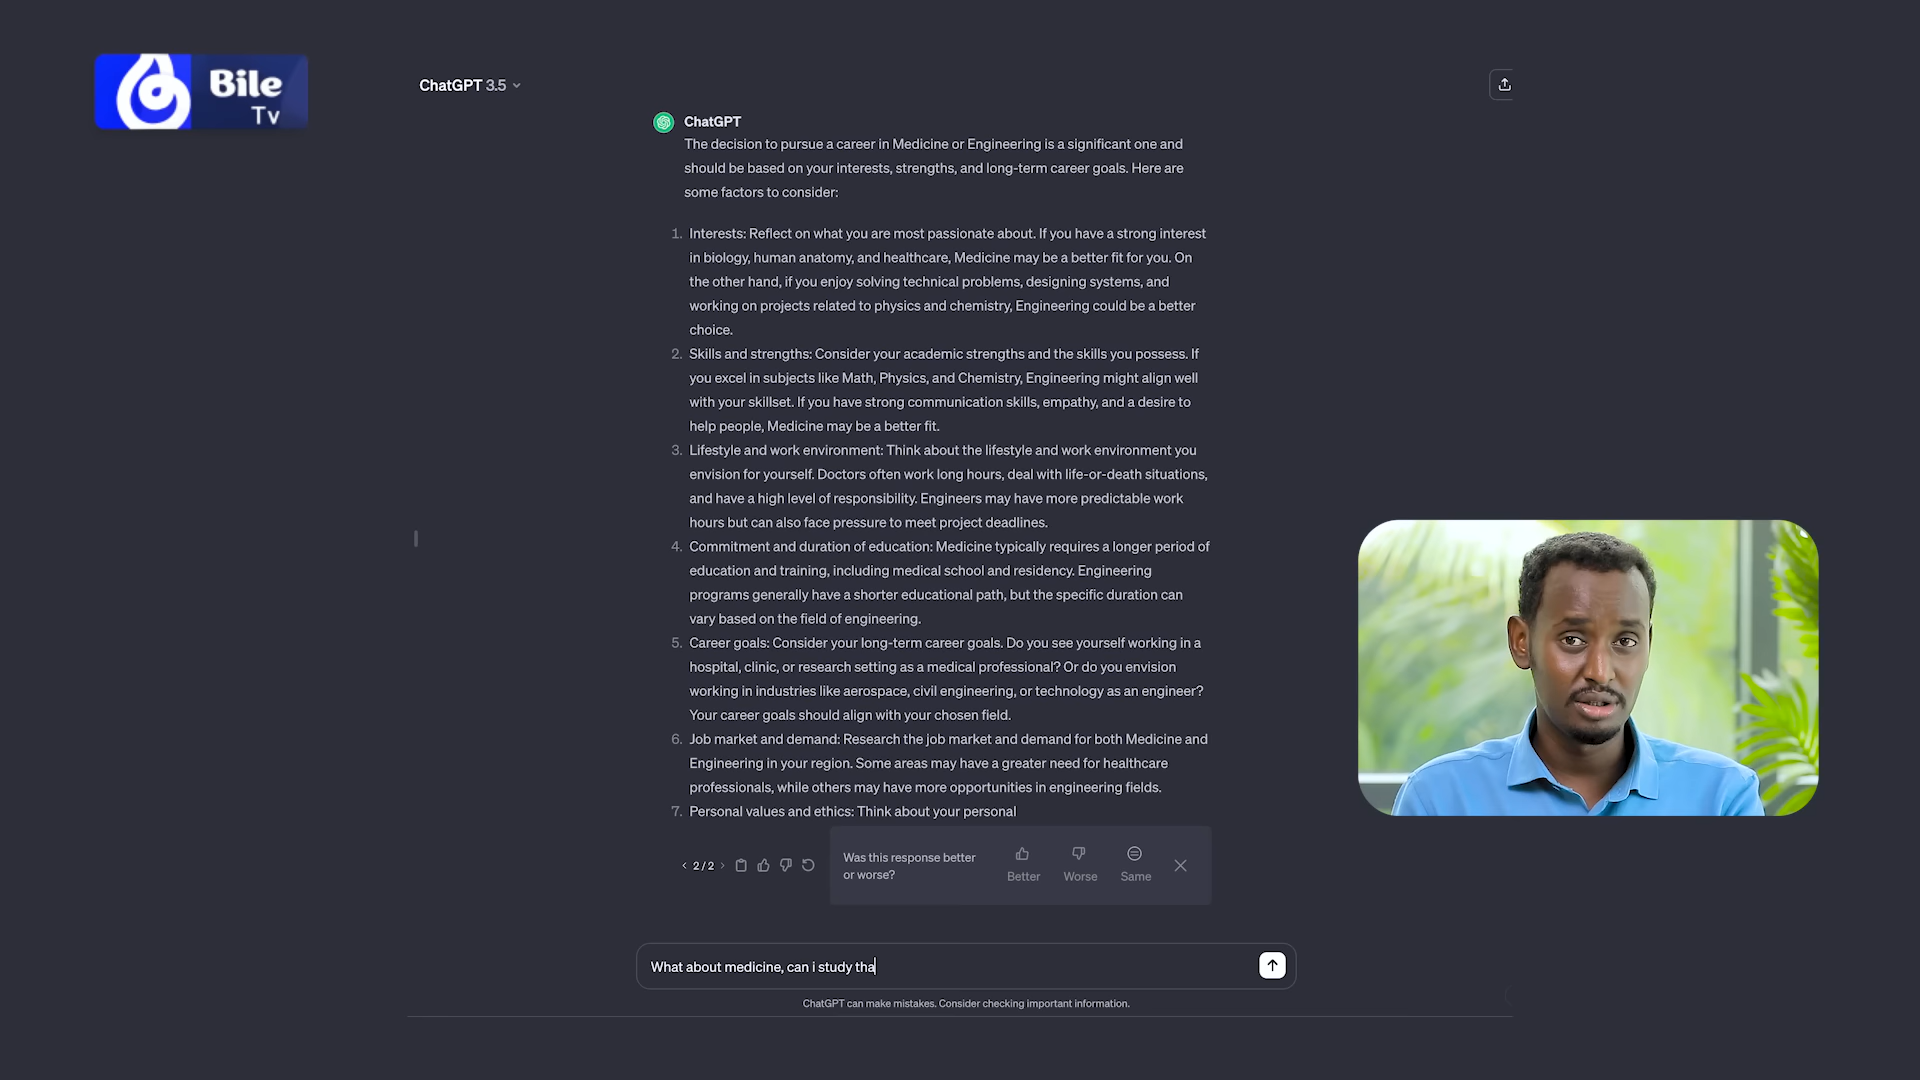 Bile
Tv
ChatGPT 3.5
ChatGPT
The decision to pursue a career in Medicine or Engineering is a significant one and
should be based on your interests, strengths, and long-term career goals. Here are
some factors to consider:
1. Interests: Reflect on what you are most passionate about. If you have a strong interest
in biology, human anatomy, and healthcare, Medicine may be a better fit for you. On
the other hand, if you enjoy solving technical problems, designing systems, and
working on projects related to physics and chemistry, Engineering could be a better
choice.
2. Skills and strengths: Consider your academic strengths and the skills you possess. If
you excel in subjects like Math, Physics, and Chemistry, Engineering might align well
with your skillset. If you have strong communication skills, empathy, and a desire to
help people, Medicine may be a better fit.
3. Lifestyle and work environment: Think about the lifestyle and work environment you
envision for yourself. Doctors often work long hours, deal with life-or-death situations,
and have a high level of responsibility. Engineers may have more predictable work
hours but can also face pressure to meet project deadlines.
4. Commitment and duration of education: Medicine typically requires a longer period of
education and training, including medical school and residency. Engineering
programs generally have a shorter educational path, but the specific duration can
vary based on the field of engineering.
5. Career goals: Consider your long-term career goals. Do you see yourself working in a
hospital, clinic, or research setting as a medical professional? Or do you envision
working in industries like aerospace, civil engineering, or technology as an engineer?
Your career goals should align with your chosen field.
6. Job market and demand: Research the job market and demand for both Medicine and
Engineering in your region. Some areas may have a greater need for healthcare
professionals, while others may have more opportunities in engineering fields.
7. Personal values and ethics: Think about your personal
< 2 / 2 >
Was this response better
or worse?
Better
Worse
Same
What about medicine, can i study tha
ChatGPT can make mistakes. Consider checking important information.